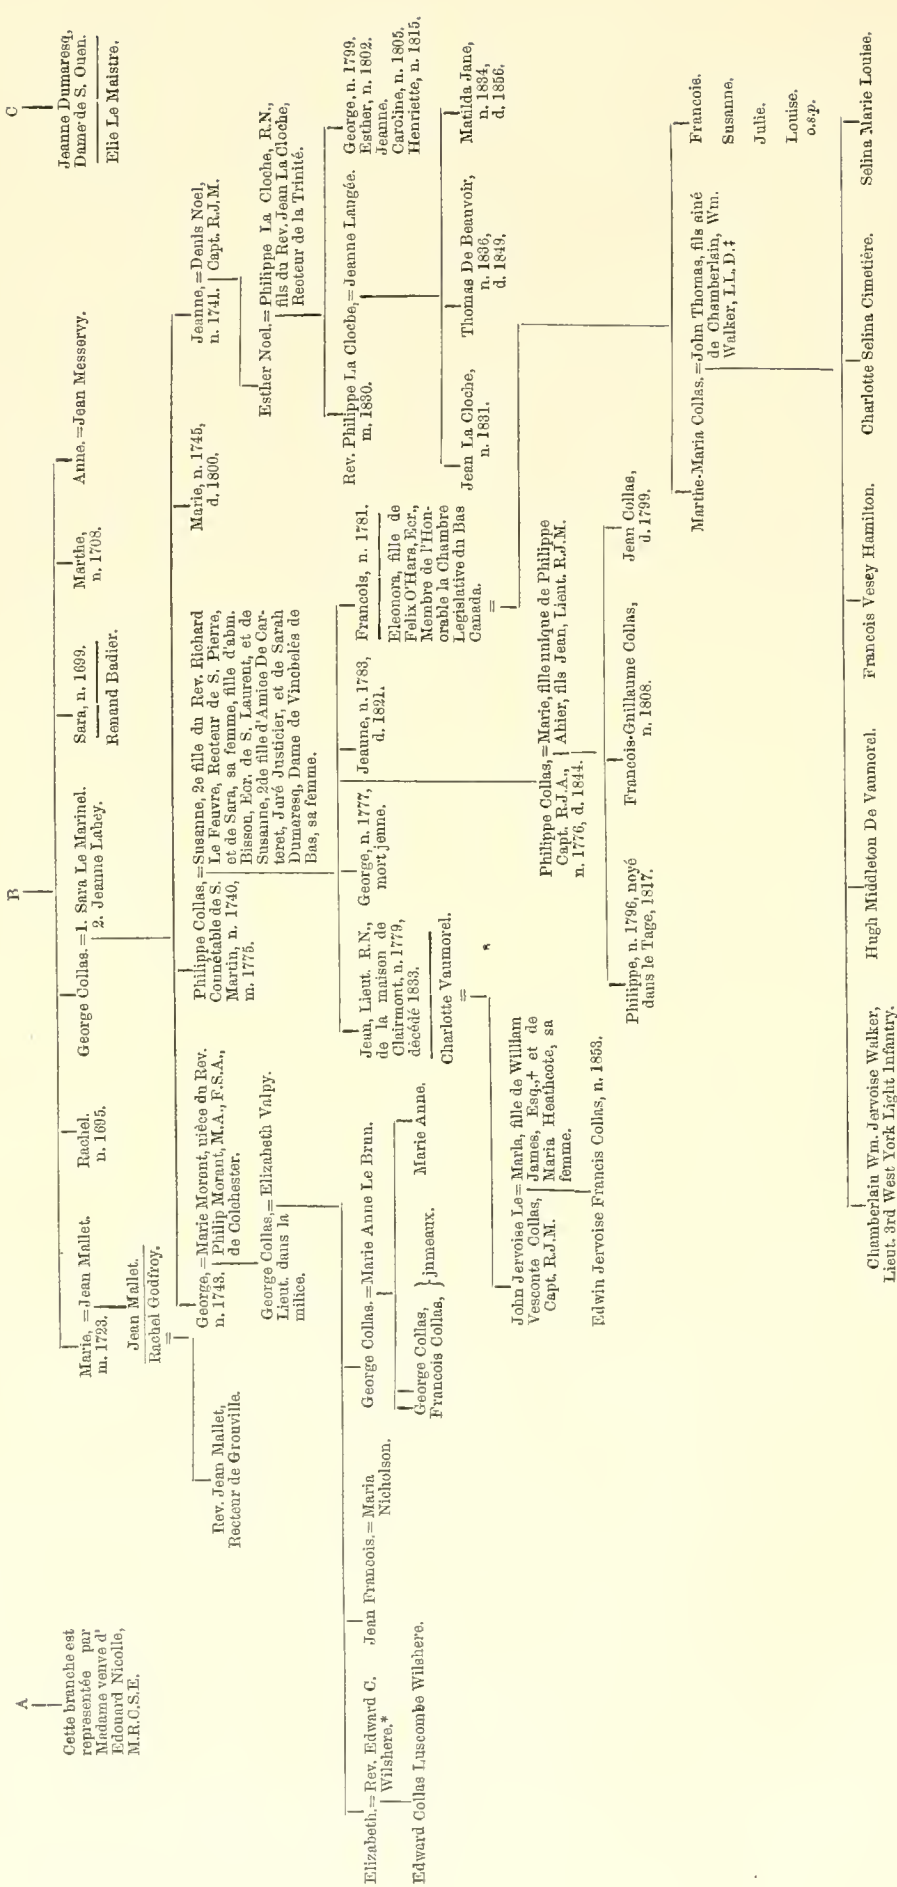 A
Cette branche est
représentée par
Madame veuve d'
Edouard Nicolle,
M.R.C.S.E.
B
Marie, = Jean Mallet.
m. 1723.
Jean Mallet.
Rachel Godfroy.
=
Rev. Jean Mallet,
Recteur de Grouville.
Rachel.
n. 1695.
George Collas. = 1. Sara Le Marinel.
2. Jeanne Lahey.
Sara, n. 1699.
Renand Badier.
Marthe,
n. 1708.
Anne. = Jean Messervy.
C
Jeanne Dumaresq,
Dame de S. Ouen.
Elie Le Maistre.
George, = Marie Morant, nièce du Rev.
n. 1743. Philip Morant, M.A., F.S.A.,
de Colchester.
George Collas, = Elizabeth Valpy.
Lieut. dans la
milice.
Philippe Collas, = Susanne, 2e fille du Rev. Richard
Connétable de S. Le Feuvre, Recteur de S. Pierre,
Martin, n. 1740, et de Sara, sa femme, fille d'abm.
m. 1775. Bisson, Ecr. de S. Laurent, et de
Susanne, 2de fille d'Amice De Car-
teret, Juré Justicier, et de Sarah
Dumaresq, Dame de Vincheles de
Bas, sa femme.
Marie, n. 1745,
d. 1800.
Jeanne, = Denis Noel,
n. 1741. Capt. R.J.M.
Esther Noel. = Philippe La Cloche, R.N.,
fils du Rev. Jean La Cloche,
Recteur de la Trinité.
Elizabeth. = Rev. Edward C.
Wilshere.*
Edward Collas Luscombe Wilshere.
Jean Francois. = Maria
Nicholson.
George Collas. = Marie Anne Le Brun.
George Collas,
Francois Collas, } jumeaux.
Marie Anne.
Jean, Lieut. R.N.,
de la maison de
Clairmont, n. 1779,
décédé 1833.
Charlotte Vaumorel.
=
George, n. 1777,
mort jenne.
Jeaune, n. 1783,
d. 1821.
Francois, n. 1781.
Eleonora, fille de
Felix O'Hara, Ecr.,
Membre de l'Hon-
orable la Chambre
Legislative du Bas
Canada.
=
Rev. Philippe La Cloche, = Jeanne Laugée.
m. 1830.
George, n. 1799.
Esther, n. 1802.
Jeanne.
Caroline, n. 1805.
Henriette, n. 1815.
Jean La Cloche,
n. 1831.
Thomas De Beauvoir,
n. 1836,
d. 1849.
Matilda Jane,
n. 1834,
d. 1856.
John Jervoise Le = Maria, fille de William
Vesconte Collas, James, Esq.,† et de
Capt. R.J.M. Maria Heathcote, sa
femme.
Edwin Jervoise Francis Collas, n. 1853.
Philippe Collas, = Marie, fille unique de Philippe
Capt. R.J.A., Ahier, fils Jean, Lieut. R.J.M.
n. 1776, d. 1844.
Philippe, n. 1796, noyé
dans le Tage, 1817.
Francois-Guillaume Collas,
n. 1808.
Jean Collas,
d. 1799.
Marthe-Maria Collas. = John Thomas, fils ainé
de Chamberlain, Wm.
Walker, LL.D.‡
Francois.
Susanne.
Julie.
Louise.
o.s.p.
Chamberlain Wm. Jervoise Walker,
Lieut. 3rd West York Light Infantry.
Hugh Middleton De Vaumorel.
Francois Vesey Hamilton.
Charlotte Selina Cimetière.
Selina Marie Louise.